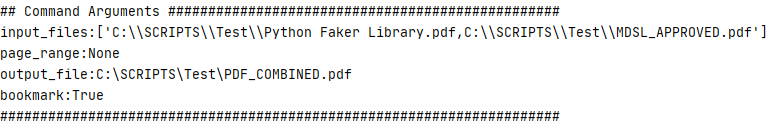 ## Command Arguments #################################################
input_files:['C:\\SCRIPTS\\Test\\Python Faker Library.pdf,C:\\SCRIPTS\\Test\\MDSL_APPROVED.pdf']
page_range:None
output_file:C:\SCRIPTS\Test\PDF_COMBINED.pdf
bookmark:True
######################################################################